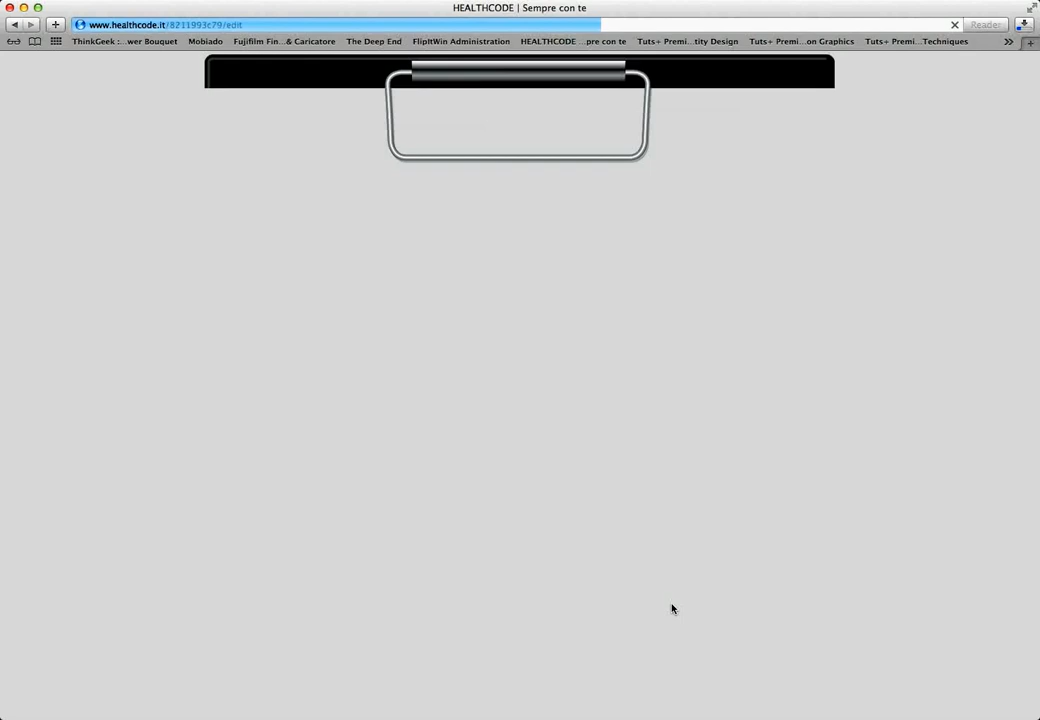 HEALTHCODE | Sempre con te
www.healthcode.it/8211993c79/edit
Reader
ThinkGeek :...wer Bouquet Mobiado Fujifilm Fin...& Caricatore The Deep End FlipItWin Administration HEALTHCODE ...pre con te Tuts+ Premi...tity Design Tuts+ Premi...on Graphics Tuts+ Premi...Techniques